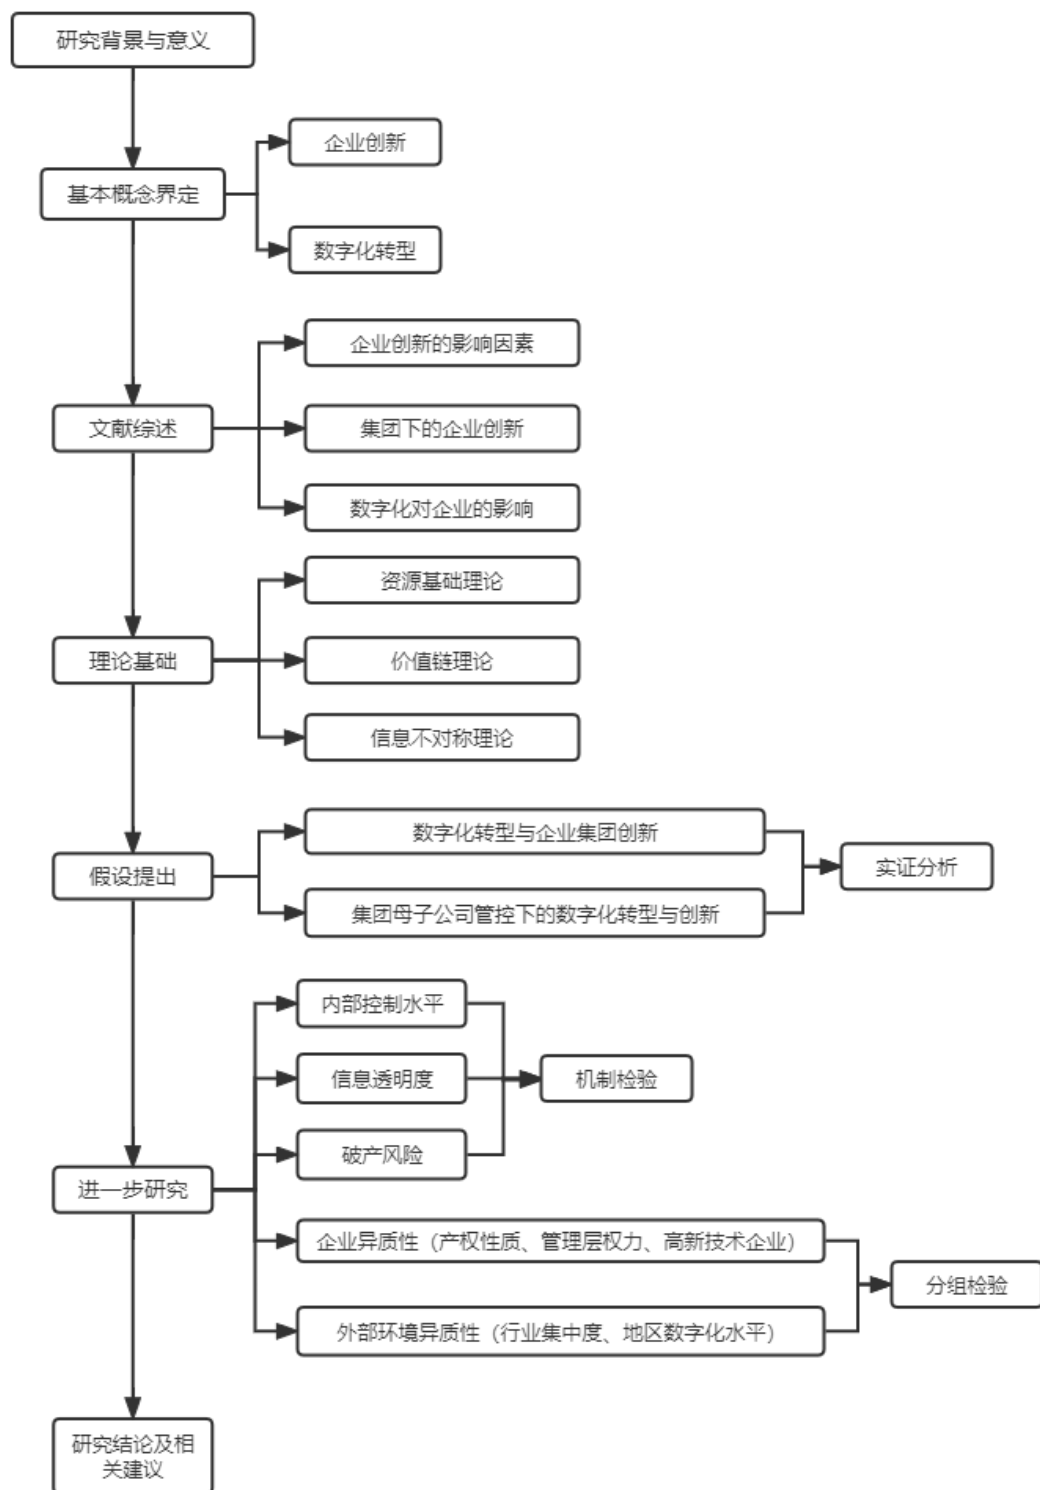 研究背景与意义
企业创新
基本概念界定
数字化转型
企业创新的影响因素
文献综述
集团下的企业创新
数字化对企业的影响
资源基础理论
理论基础
价值链理论
信息不对称理论
数字化转型与企业集团创新
实证分析
假设提出
集团母子公司管控下的数字化转型与创新
内部控制水平
信息透明度
机制检验
破产风险
进一步研究
企业异质性（产权性质、管理层权力、高新技术企业）
分组检验
外部环境异质性（行业集中度、地区数字化水平）
研究结论及相
关建议